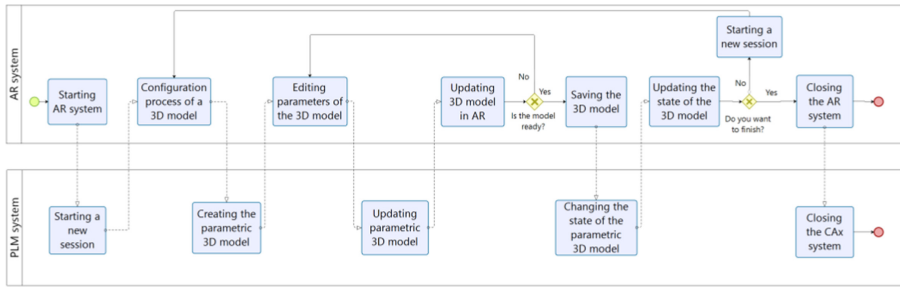 AR system
Starting
AR system
Configuration
process of a
3D model
Editing
parameters of
the 3D model
Updating
3D model
in AR
No
Yes
Is the model
ready?
Saving the
3D model
Updating the
state of the
3D model
Starting a
new session
No
Yes
Do you want
to finish?
Closing
the AR
system
PLM system
Starting a
new
session
Creating the
parametric
3D model
Updating
parametric
3D model
Changing the
state of the
parametric
3D model
Closing
the CAx
system